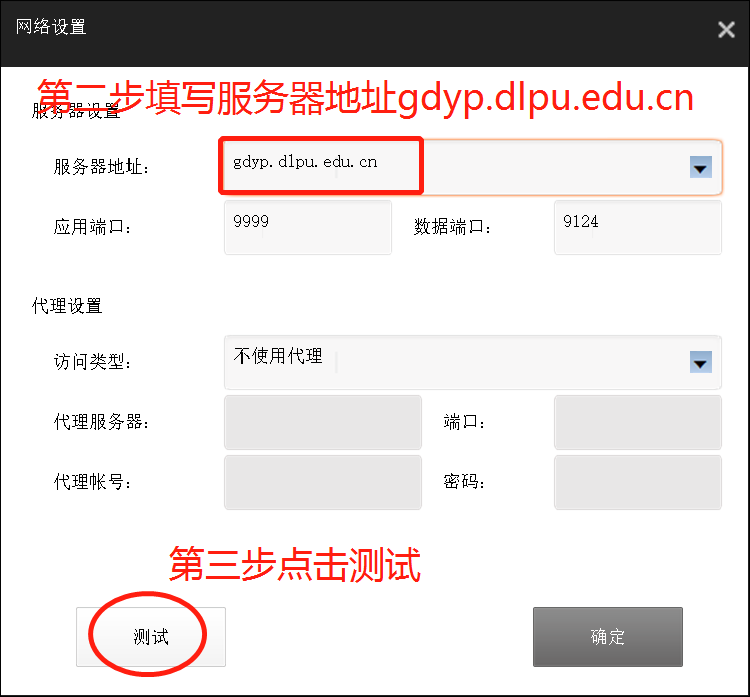 网络设置
第二步填写服务器地址gdyp.dlpu.edu.cn
服务器设置
服务器地址: gdyp.dlpu.edu.cn
应用端口: 9999 数据端口: 9124
代理设置
访问类型: 不使用代理
代理服务器: 端口:
代理帐号: 密码:
第三步点击测试
测试 确定